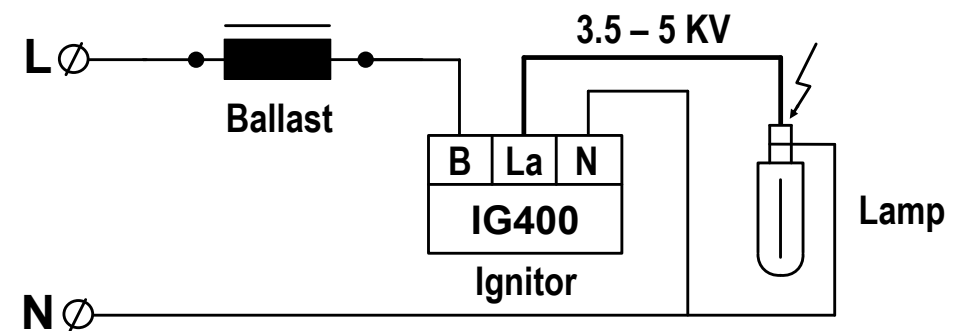 3.5 – 5 KV
L
Ballast
B La N
IG400
Ignitor
Lamp
N